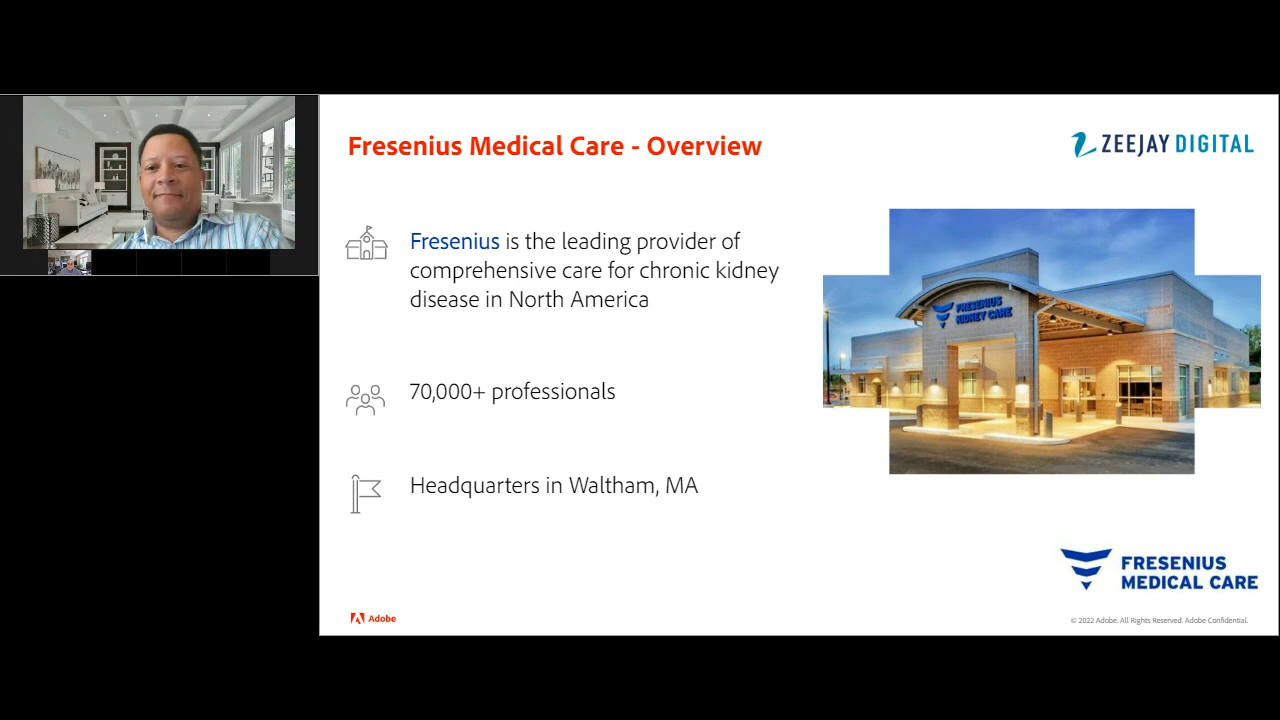 Fresenius Medical Care - Overview
ZEEJAY DIGITAL
Fresenius is the leading provider of
comprehensive care for chronic kidney
disease in North America
FRESENIUS
KIDNEY CARE
70,000+ professionals
Headquarters in Waltham, MA
FRESENIUS
MEDICAL CARE
Adobe
© 2022 Adobe. All Rights Reserved. Adobe Confidential.